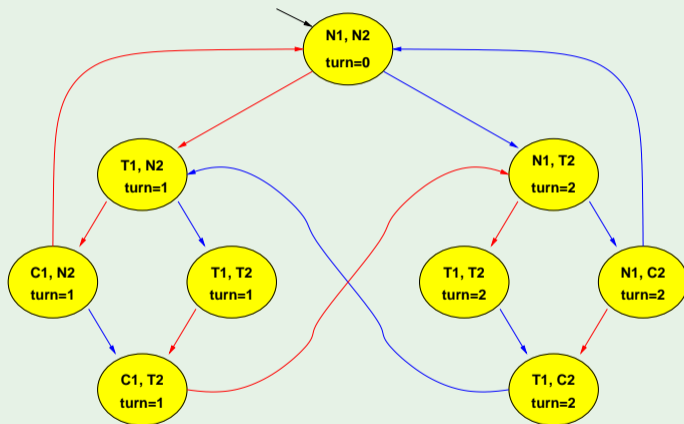 N1, N2
turn=0
T1, N2
turn=1
N1, T2
turn=2
C1, N2
turn=1
T1, T2
turn=1
T1, T2
turn=2
N1, C2
turn=2
C1, T2
turn=1
T1, C2
turn=2